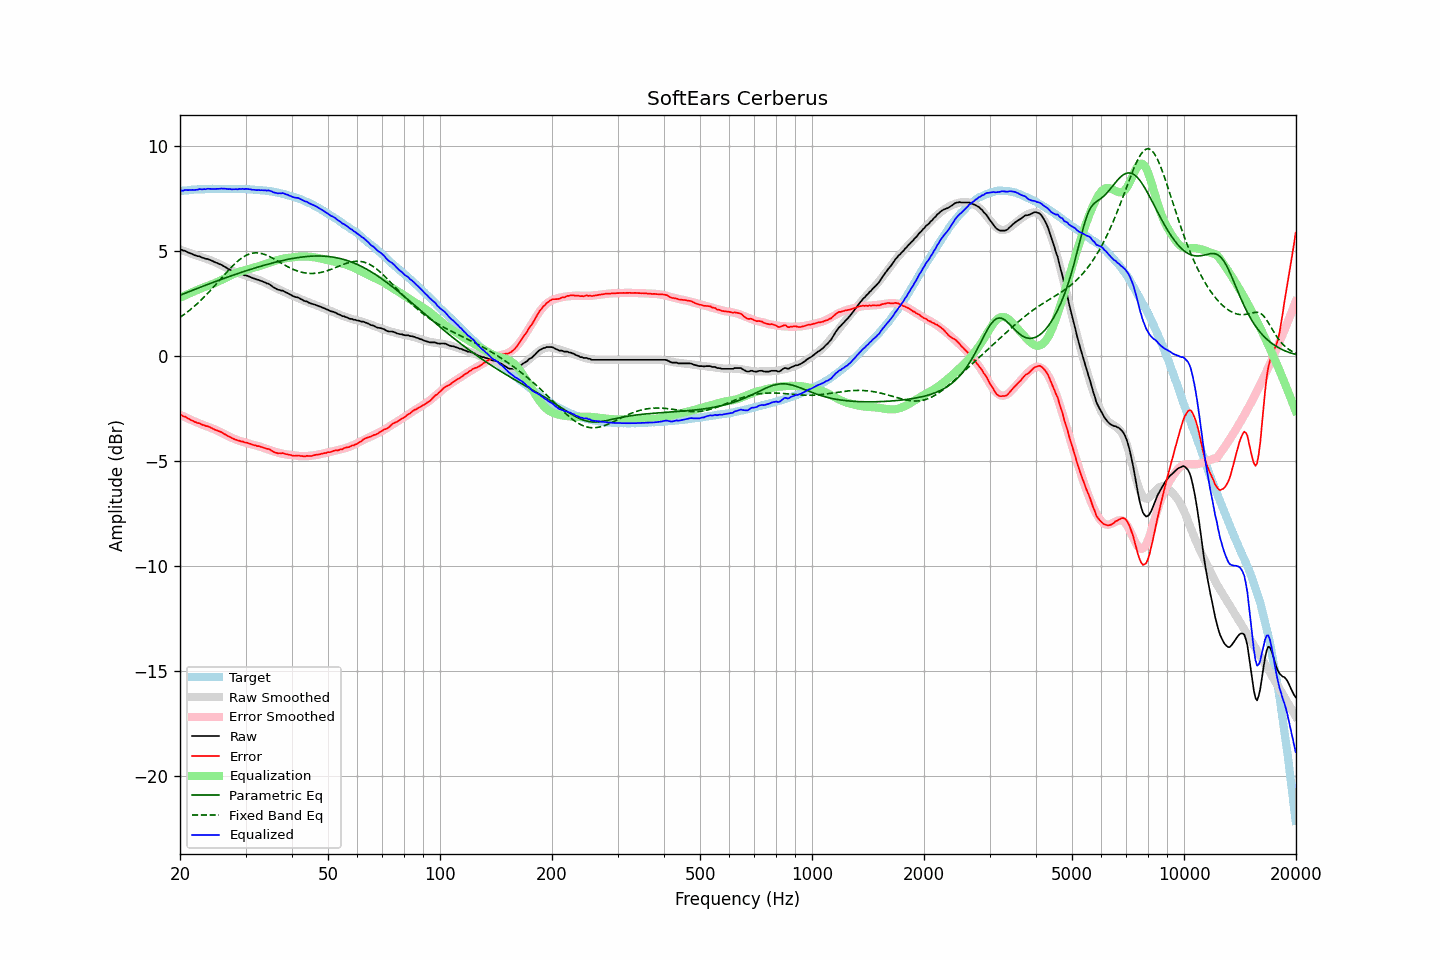 SoftEars Cerberus
Amplitude (dBr)
10
5
0
−5
−10
−15
−20
Target
Raw Smoothed
Error Smoothed
Raw
Error
Equalization
Parametric Eq
Fixed Band Eq
Equalized
20 50 100 200 500 1000 2000 5000 10000 20000
Frequency (Hz)